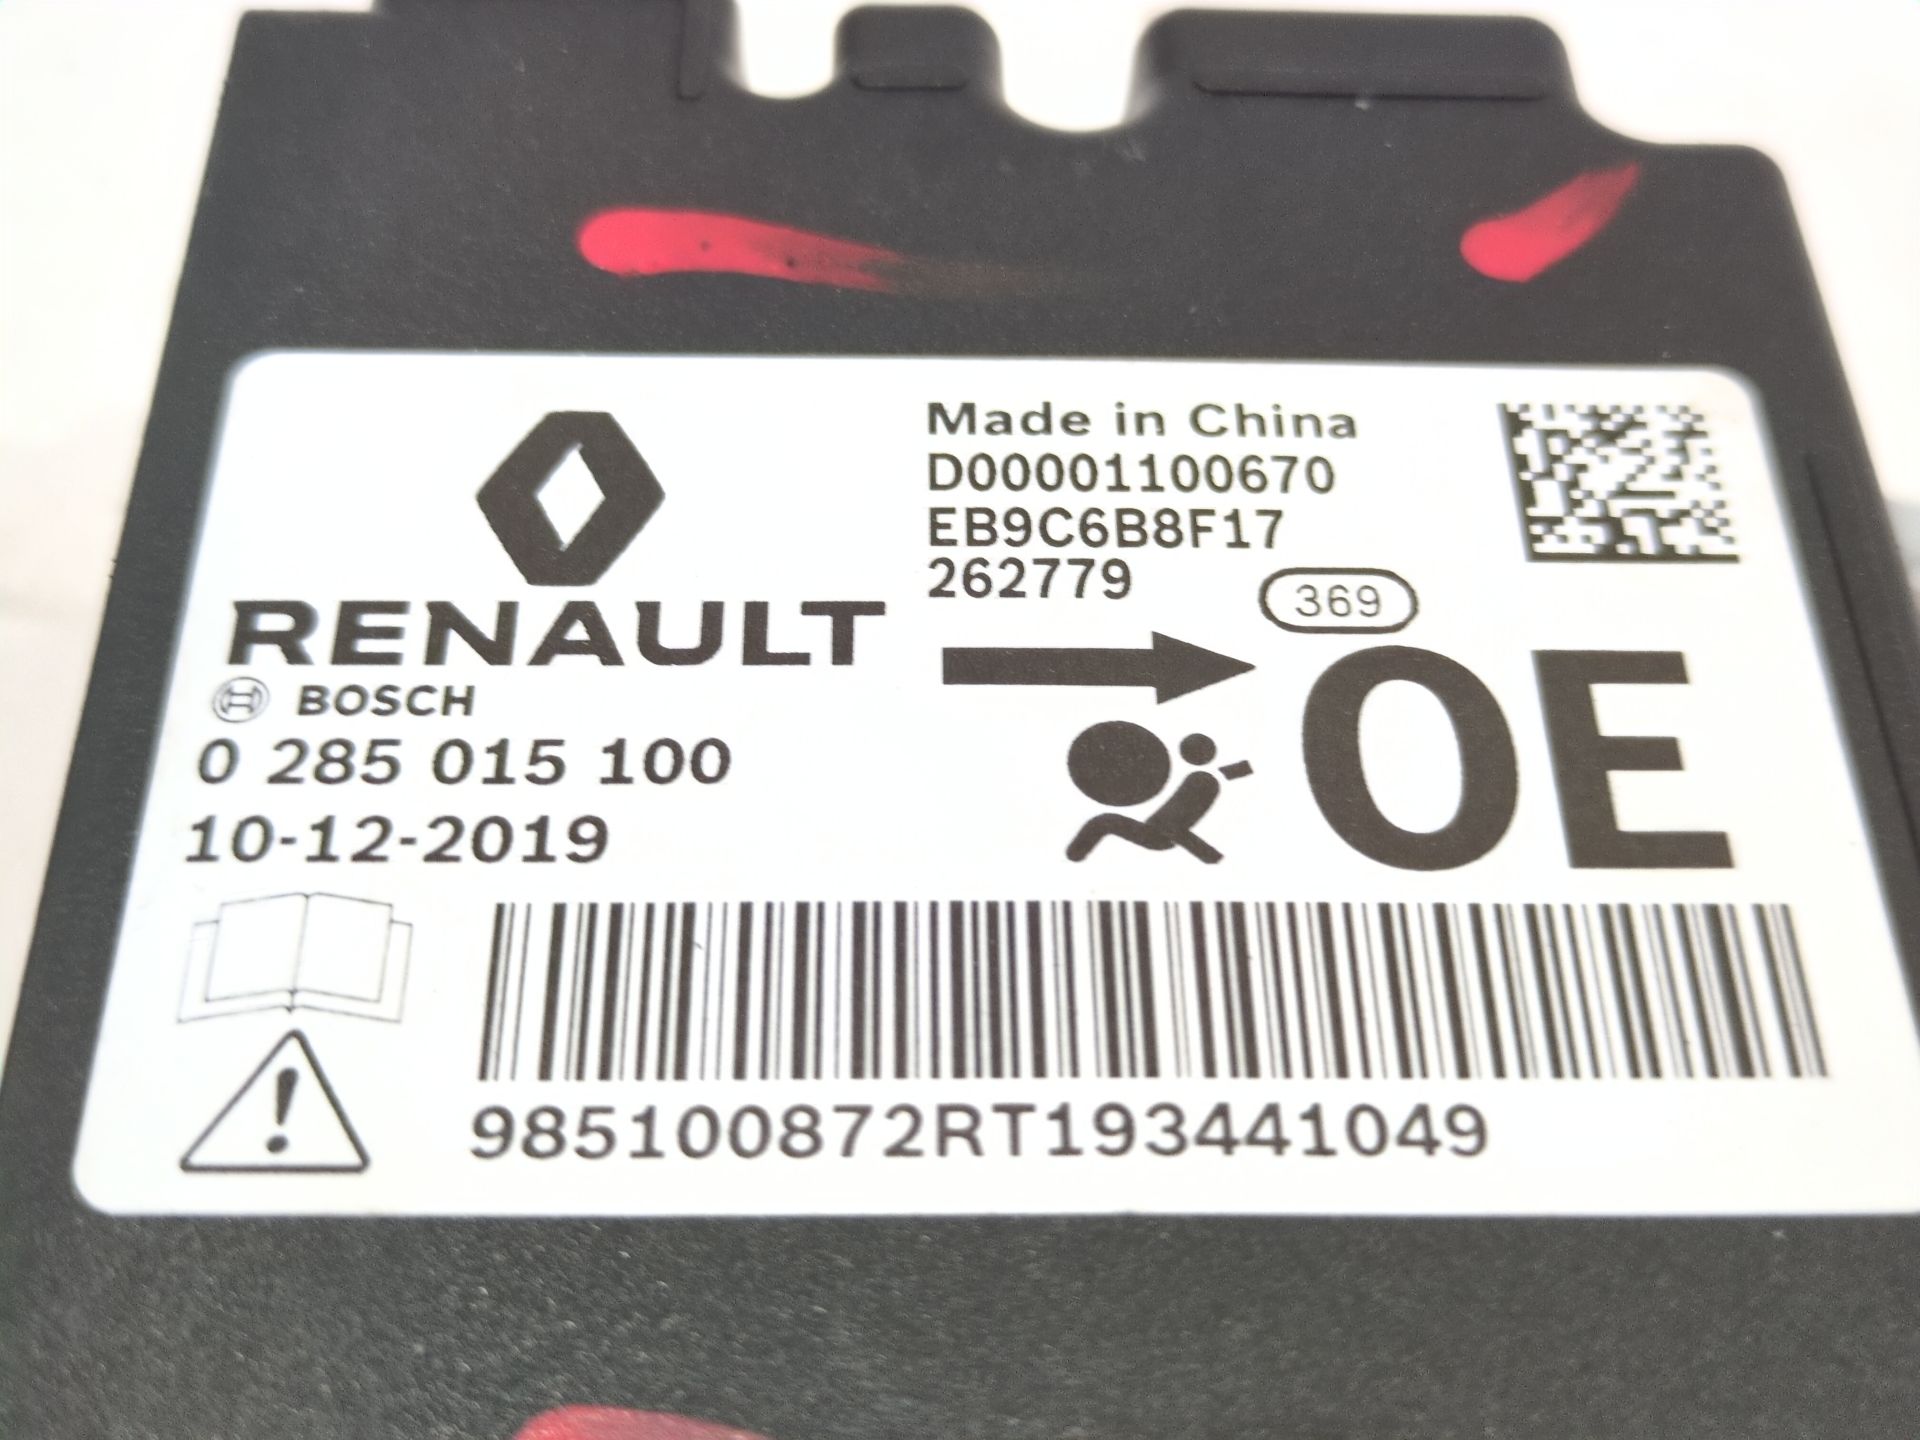 RENAULT
BOSCH
0 285 015 100
10-12-2019
Made in China
D00001100670
EB9C6B8F17
262779
369
OE
985100872RT193441049